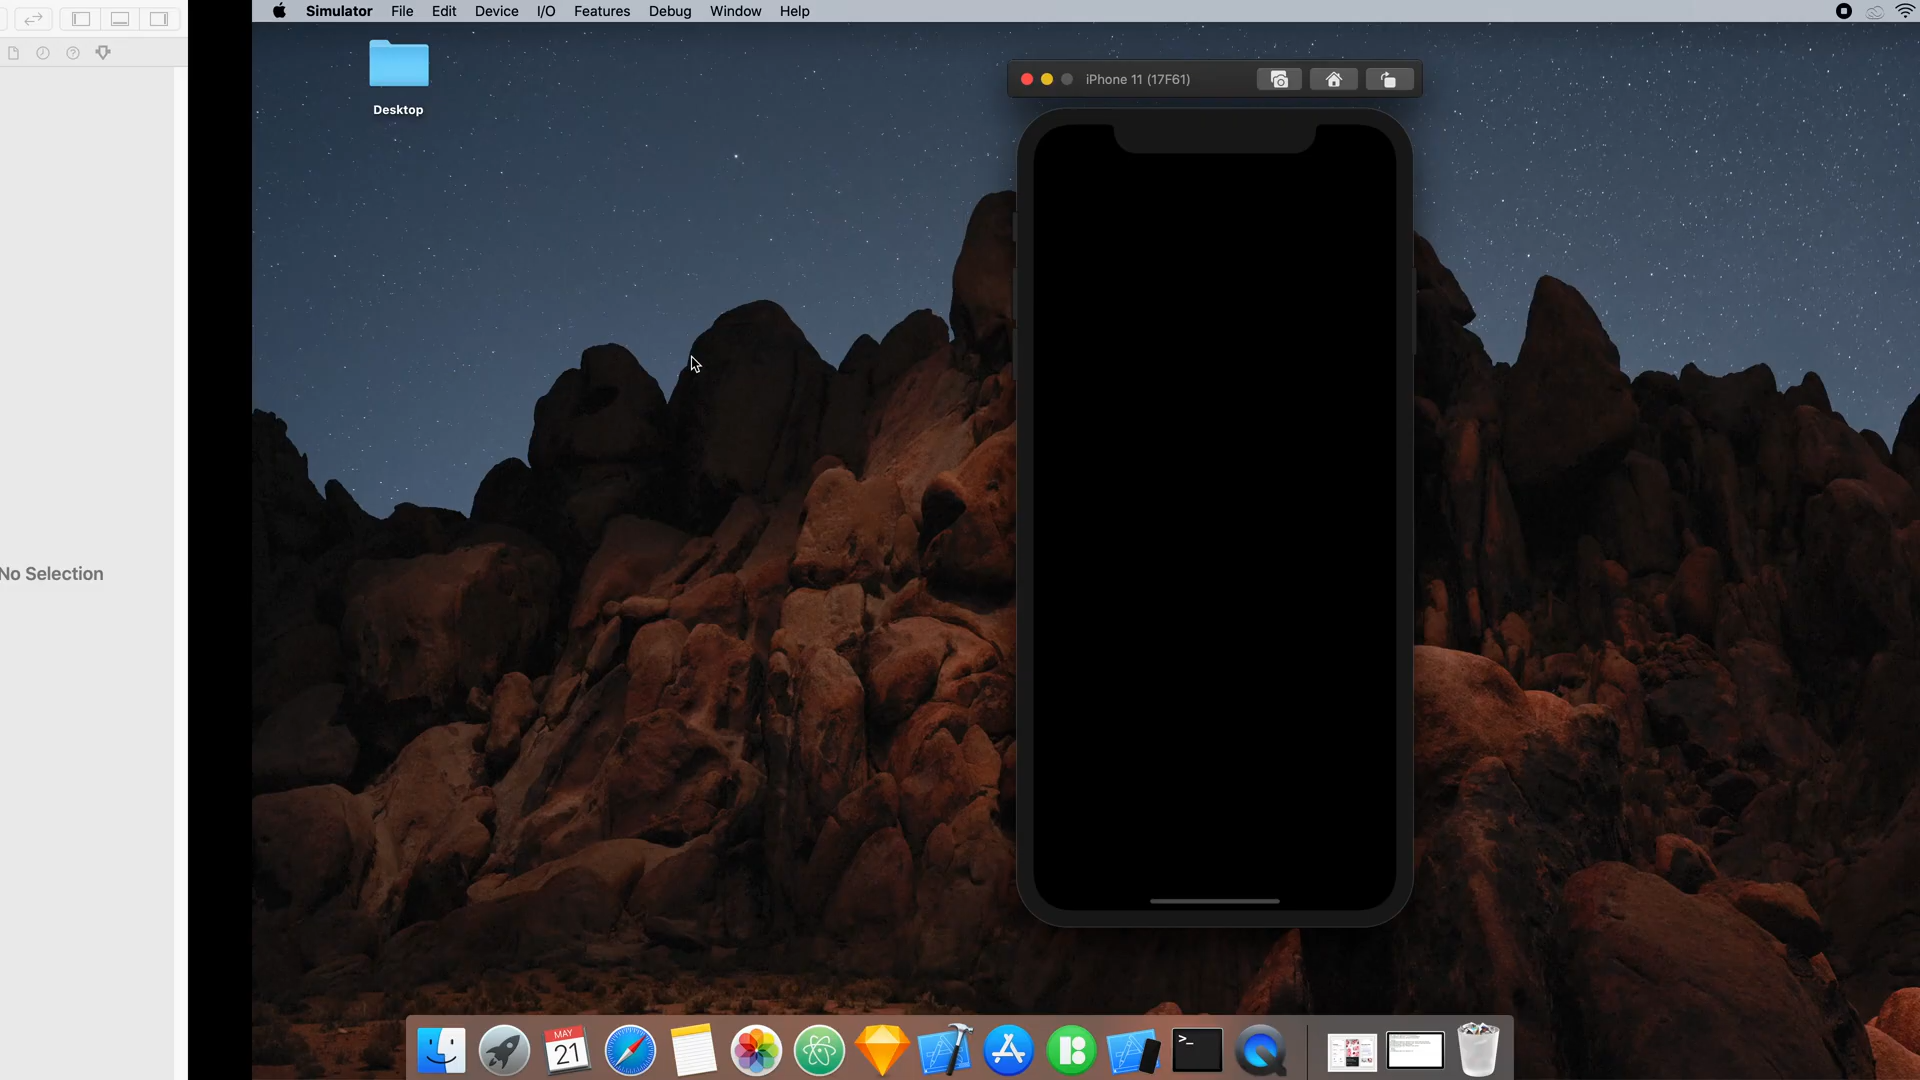 Simulator File Edit Device I/O Features Debug Window Help
Desktop
iPhone 11 (17F61)
No Selection
MAY
21
>_